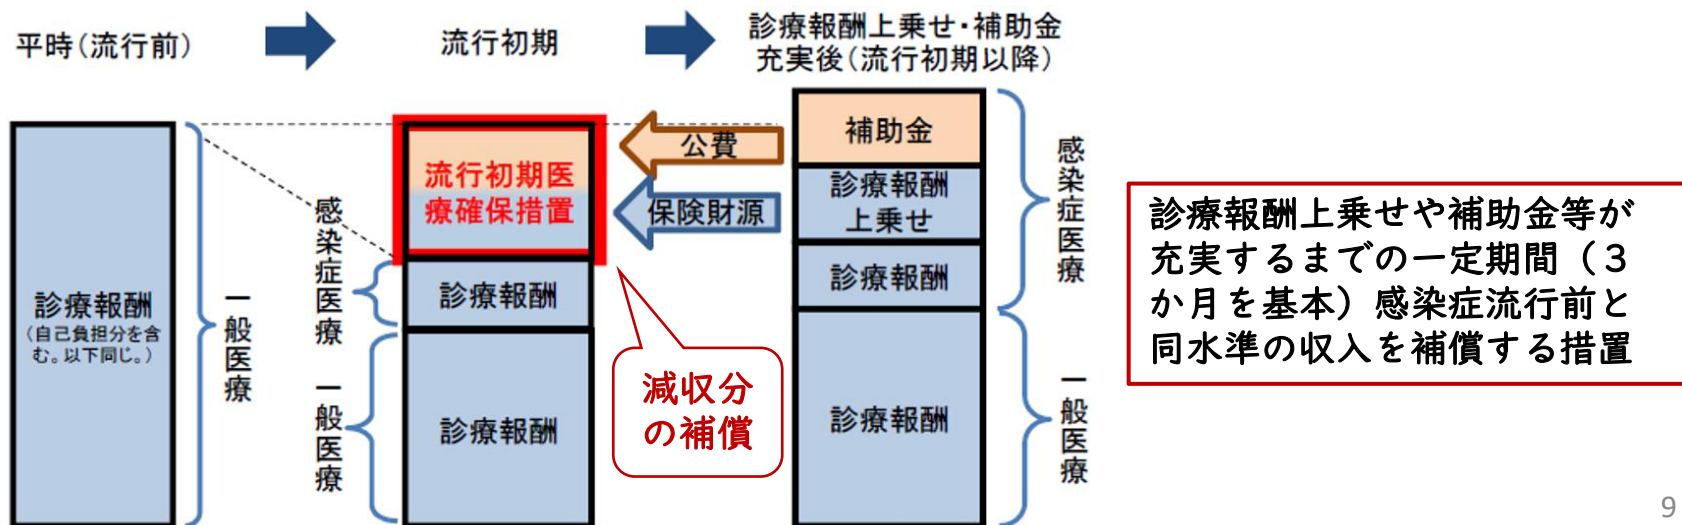 平時(流行前)
流行初期
診療報酬上乗せ・補助金
充実後(流行初期以降)
診療報酬
(自己負担分を含
む。以下同じ。)
一般医療
流行初期医
療確保措置
感染症医療
診療報酬
一般医療
診療報酬
公費
保険財源
減収分
の補償
補助金
診療報酬
上乗せ
診療報酬
診療報酬
感染症医療
一般医療
診療報酬上乗せや補助金等が
充実するまでの一定期間(3
か月を基本)感染症流行前と
同水準の収入を補償する措置
9